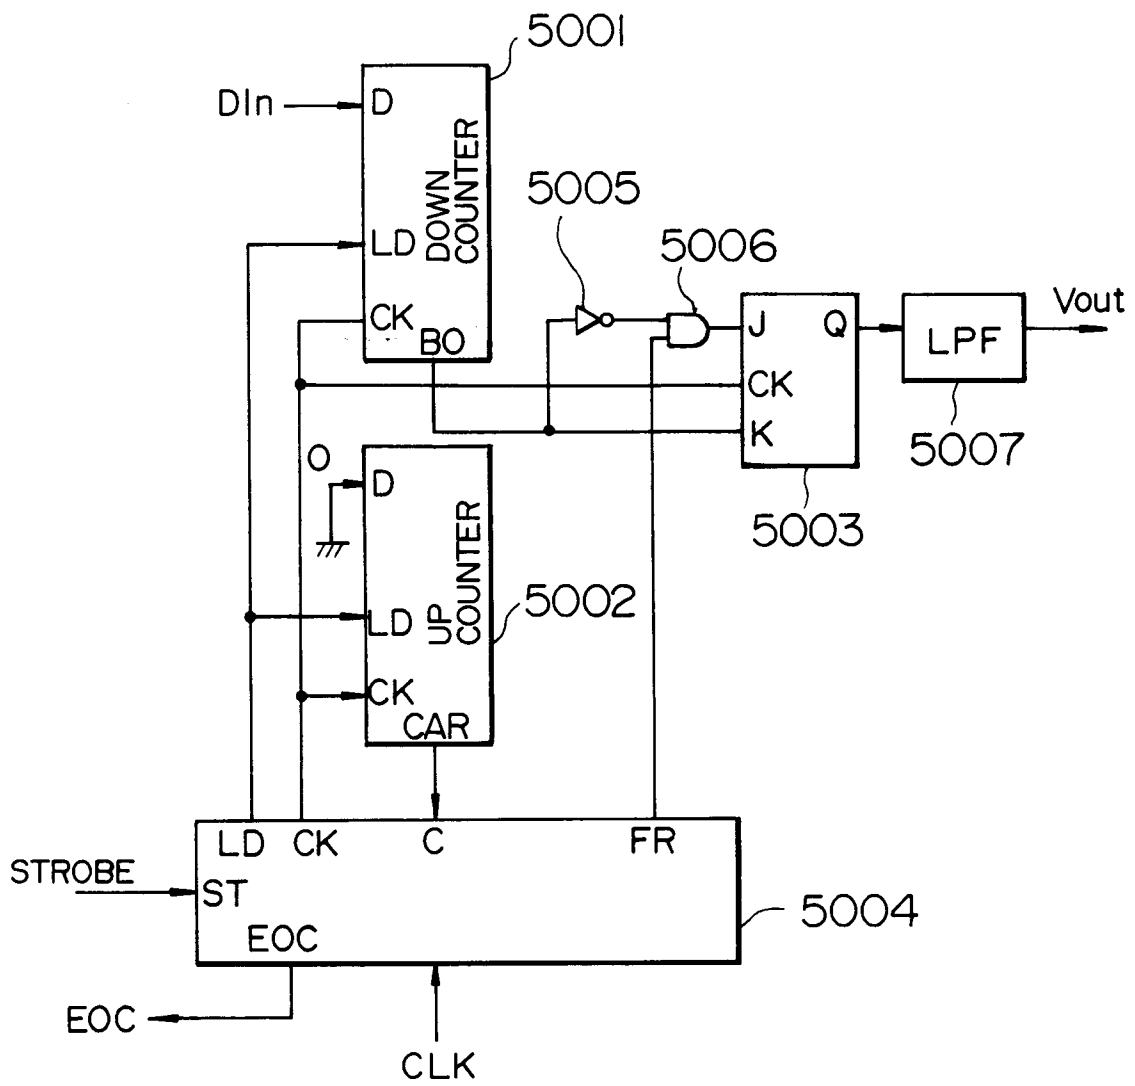 5001
DIn
D
DOWN
COUNTER
LD
CK
BO
5005
5006
J
Q
CK
K
5003
LPF
5007
Vout
0
D
UP
COUNTER
LD
CK
CAR
5002
LD
CK
C
FR
STROBE
ST
EOC
5004
EOC
CLK